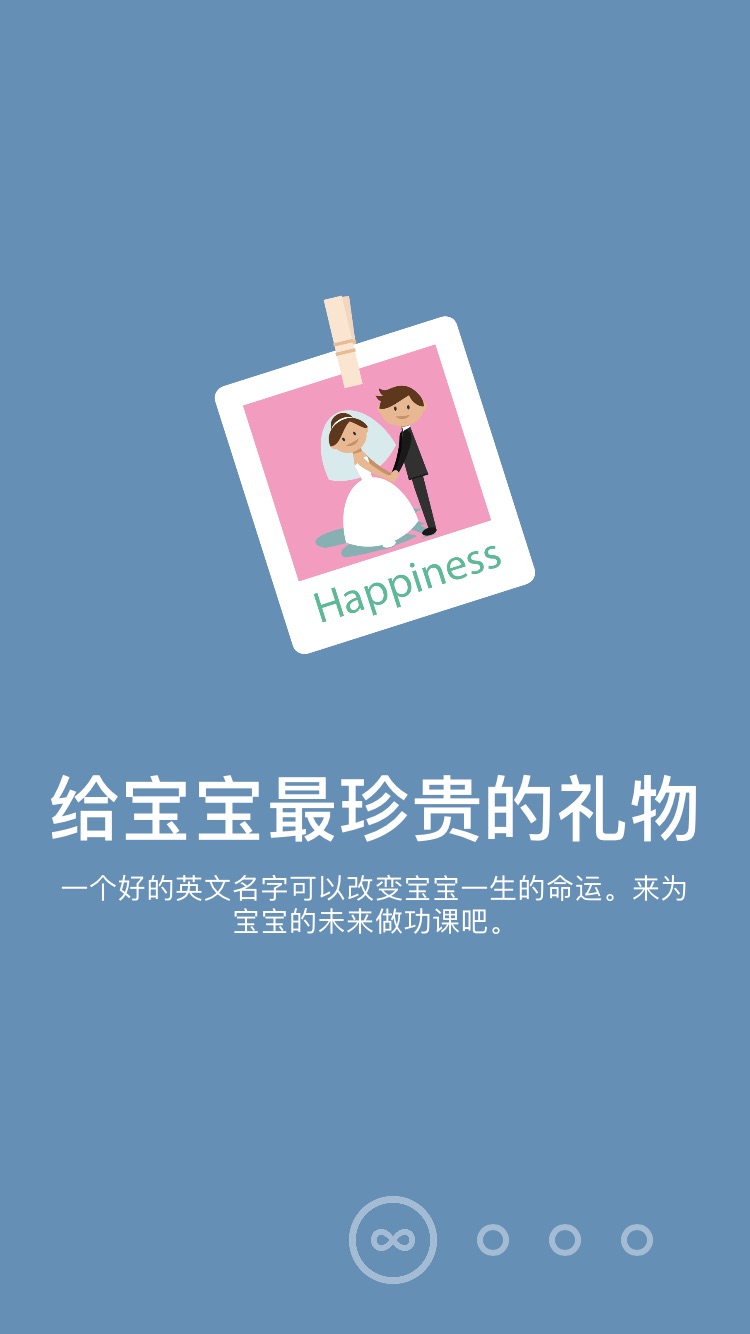 Happiness
给宝宝最珍贵的礼物
一个好的英文名字可以改变宝宝一生的命运。来为
宝宝的未来做功课吧。